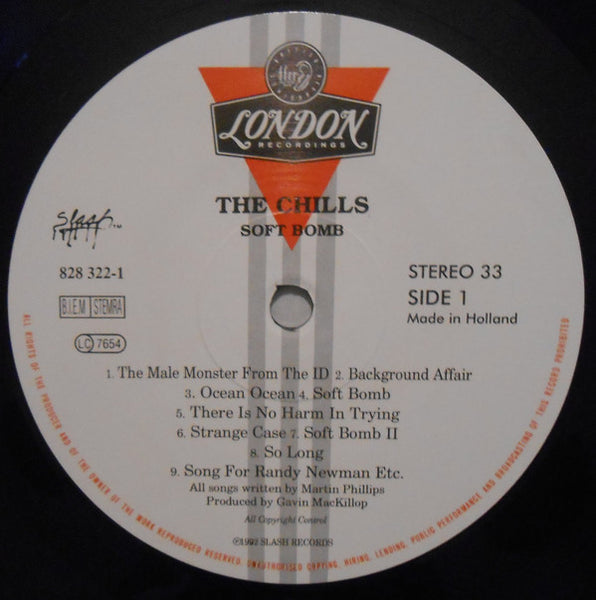 LONDON
RECORDINGS
THE CHILLS
SOFT BOMB
Slash
828 322-1
B.I.E.M STEMRA
LC 7654
STEREO 33
SIDE 1
Made in Holland
1. The Male Monster From The ID 2. Background Affair
3. Ocean Ocean 4. Soft Bomb
5. There Is No Harm In Trying
6. Strange Case 7. Soft Bomb II
8. So Long
9. Song For Randy Newman Etc.
All songs written by Martin Phillips
Produced by Gavin MacKillop
All Copyright Control
℗1992 SLASH RECORDS
ALL RIGHTS OF THE PRODUCER AND OF THE OWNER OF THE WORK REPRODUCED RESERVED. UNAUTHORISED COPYING, HIRING, LENDING, PUBLIC PERFORMANCE AND BROADCASTING OF THIS RECORD PROHIBITED